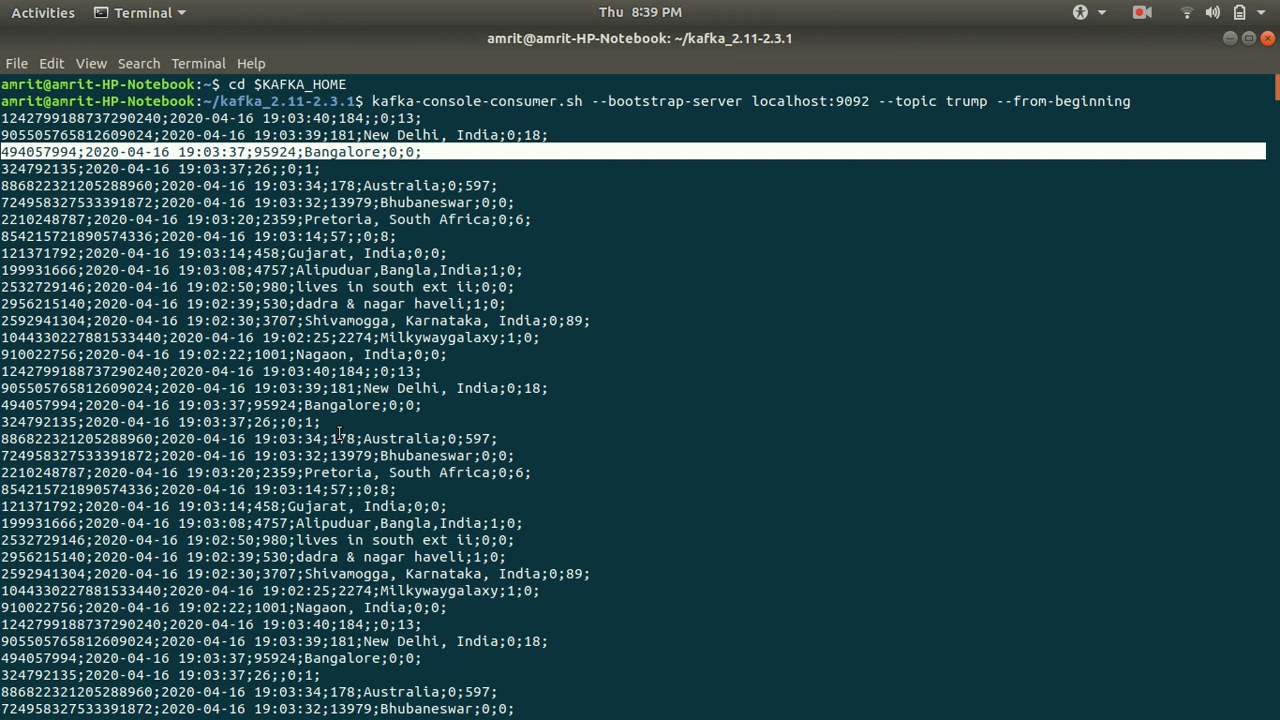 Activities Terminal Thu 8:39 PM
amrit@amrit-HP-Notebook: ~/kafka_2.11-2.3.1
File Edit View Search Terminal Help
amrit@amrit-HP-Notebook:~$ cd $KAFKA_HOME
amrit@amrit-HP-Notebook:~/kafka_2.11-2.3.1$ kafka-console-consumer.sh --bootstrap-server localhost:9092 --topic trump --from-beginning
1242799188737290240;2020-04-16 19:03:40;184;;0;13;
905505765812609024;2020-04-16 19:03:39;181;New Delhi, India;0;18;
494057994;2020-04-16 19:03:37;95924;Bangalore;0;0;
324792135;2020-04-16 19:03:37;26;;0;1;
886822321205288960;2020-04-16 19:03:34;178;Australia;0;597;
724958327533391872;2020-04-16 19:03:32;13979;Bhubaneswar;0;0;
2210248787;2020-04-16 19:03:20;2359;Pretoria, South Africa;0;6;
854215721890574336;2020-04-16 19:03:14;57;;0;8;
121371792;2020-04-16 19:03:14;458;Gujarat, India;0;0;
199931666;2020-04-16 19:03:08;4757;Alipuduar,Bangla,India;1;0;
2532729146;2020-04-16 19:02:50;980;lives in south ext ii;0;0;
2956215140;2020-04-16 19:02:39;530;dadra & nagar haveli;1;0;
2592941304;2020-04-16 19:02:30;3707;Shivamogga, Karnataka, India;0;89;
1044330227881533440;2020-04-16 19:02:25;2274;Milkywaygalaxy;1;0;
910022756;2020-04-16 19:02:22;1001;Nagaon, India;0;0;
1242799188737290240;2020-04-16 19:03:40;184;;0;13;
905505765812609024;2020-04-16 19:03:39;181;New Delhi, India;0;18;
494057994;2020-04-16 19:03:37;95924;Bangalore;0;0;
324792135;2020-04-16 19:03:37;26;;0;1;
886822321205288960;2020-04-16 19:03:34;178;Australia;0;597;
724958327533391872;2020-04-16 19:03:32;13979;Bhubaneswar;0;0;
2210248787;2020-04-16 19:03:20;2359;Pretoria, South Africa;0;6;
854215721890574336;2020-04-16 19:03:14;57;;0;8;
121371792;2020-04-16 19:03:14;458;Gujarat, India;0;0;
199931666;2020-04-16 19:03:08;4757;Alipuduar,Bangla,India;1;0;
2532729146;2020-04-16 19:02:50;980;lives in south ext ii;0;0;
2956215140;2020-04-16 19:02:39;530;dadra & nagar haveli;1;0;
2592941304;2020-04-16 19:02:30;3707;Shivamogga, Karnataka, India;0;89;
1044330227881533440;2020-04-16 19:02:25;2274;Milkywaygalaxy;1;0;
910022756;2020-04-16 19:02:22;1001;Nagaon, India;0;0;
1242799188737290240;2020-04-16 19:03:40;184;;0;13;
905505765812609024;2020-04-16 19:03:39;181;New Delhi, India;0;18;
494057994;2020-04-16 19:03:37;95924;Bangalore;0;0;
324792135;2020-04-16 19:03:37;26;;0;1;
886822321205288960;2020-04-16 19:03:34;178;Australia;0;597;
724958327533391872;2020-04-16 19:03:32;13979;Bhubaneswar;0;0;